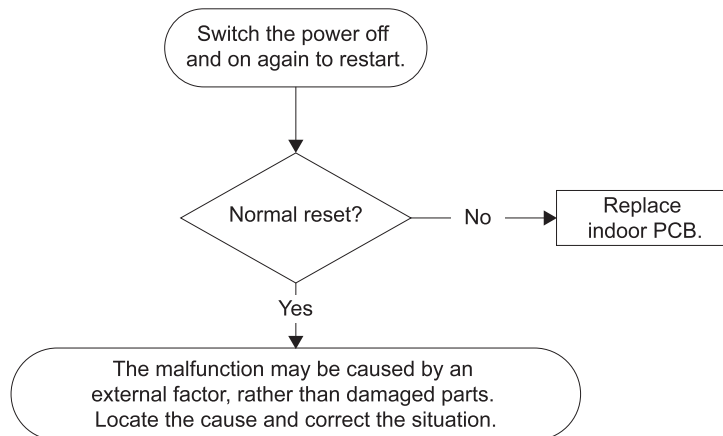 Switch the power off
and on again to restart.
Normal reset?
No
Replace
indoor PCB.
Yes
The malfunction may be caused by an
external factor, rather than damaged parts.
Locate the cause and correct the situation.